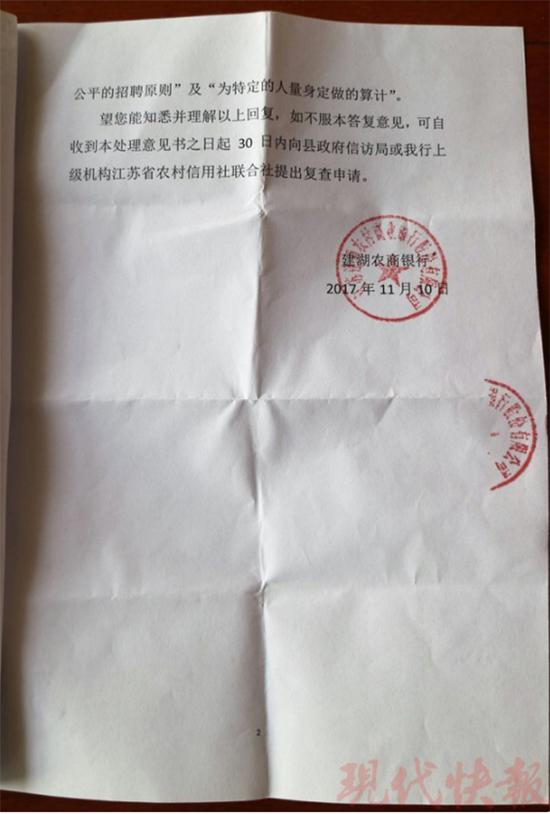 公平的招聘原则”及“为特定的人量身定做的算计”。
望您能知悉并理解以上回复，如不服本答复意见，可自
收到本处理意见书之日起 30 日内向县政府信访局或我行上
级机构江苏省农村信用社联合社提出复查申请。
建湖农商银行
2017 年 11 月 10 日
2
现代快报